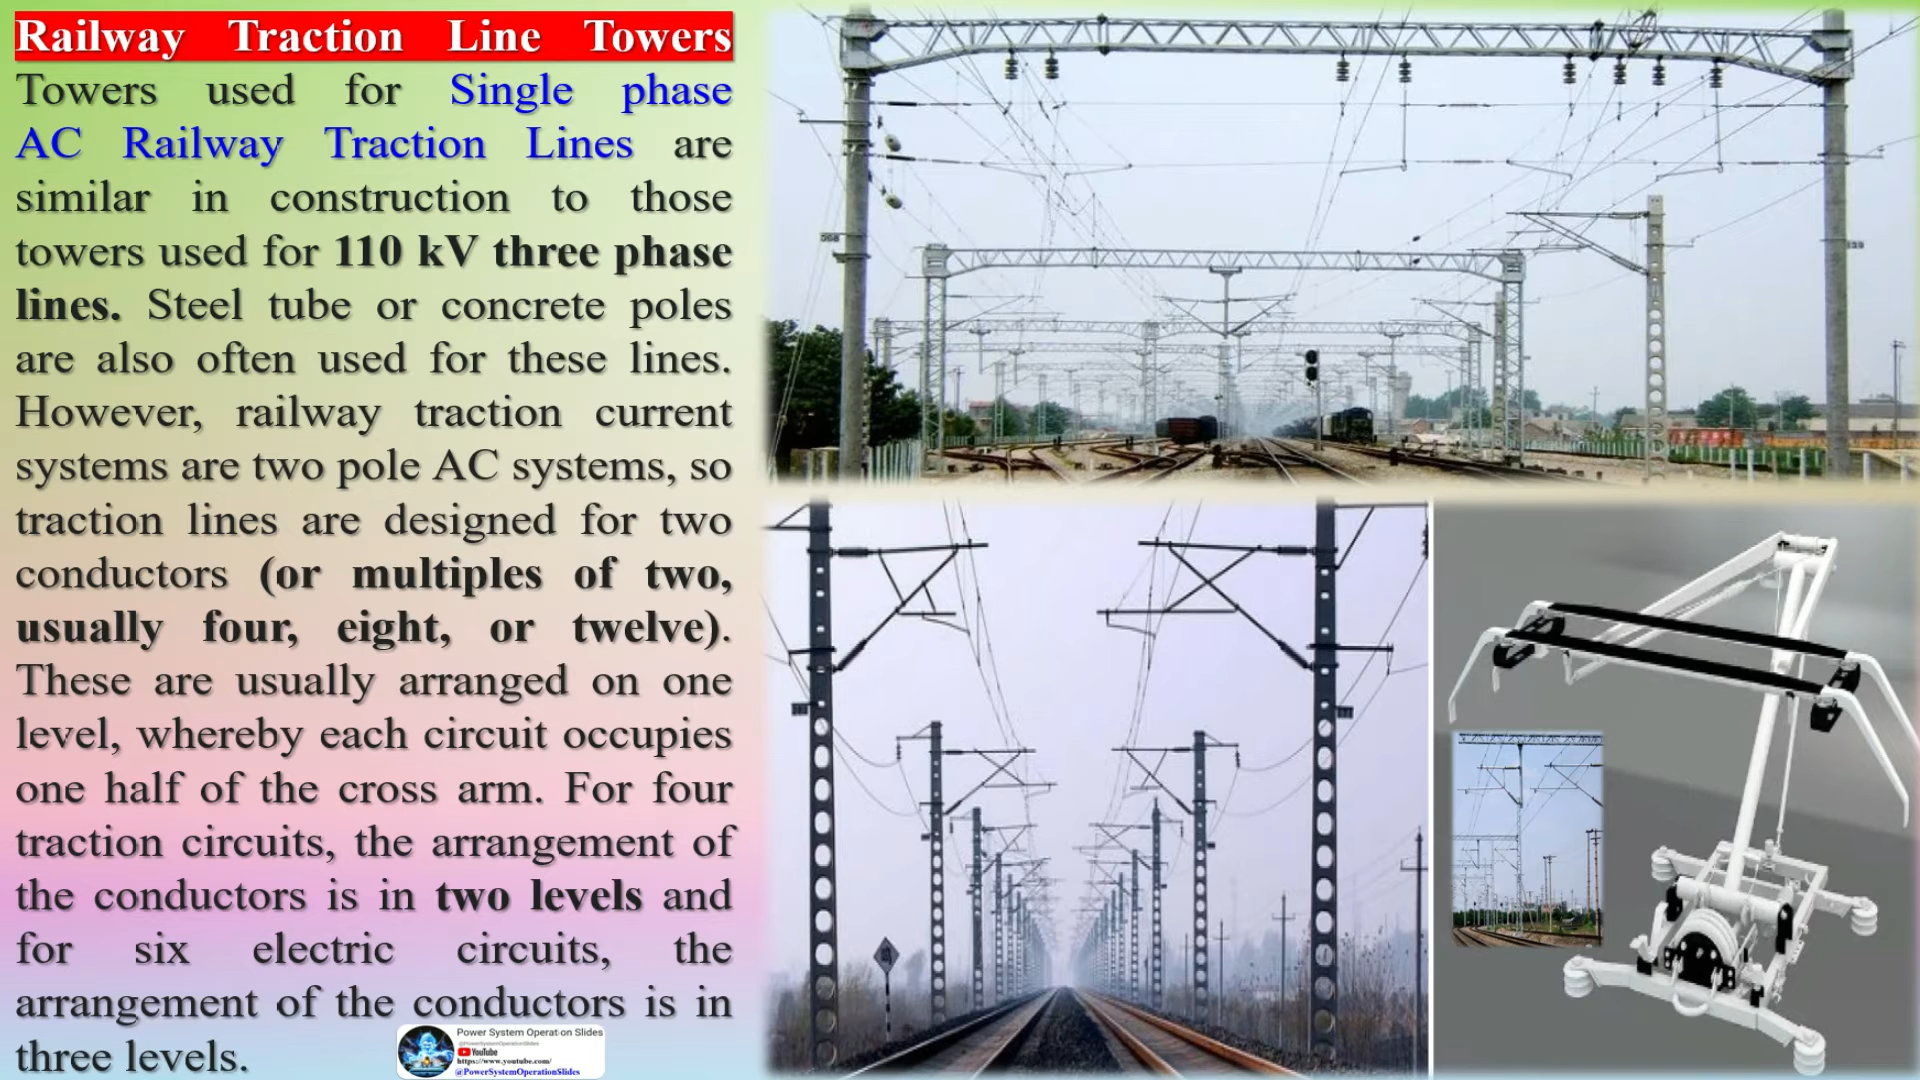 Railway Traction Line Towers
Towers used for Single phase
AC Railway Traction Lines are
similar in construction to those
towers used for 110 kV three phase
lines. Steel tube or concrete poles
are also often used for these lines.
However, railway traction current
systems are two pole AC systems, so
traction lines are designed for two
conductors (or multiples of two,
usually four, eight, or twelve).
These are usually arranged on one
level, whereby each circuit occupies
one half of the cross arm. For four
traction circuits, the arrangement of
the conductors is in two levels and
for six electric circuits, the
arrangement of the conductors is in
three levels.
Power System Operation Slides
@PowerSystemOperationSlides
YouTube
https://www.youtube.com/
@PowerSystemOperationSlides